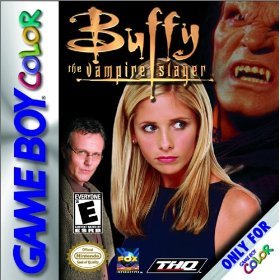 GAME BOY COLOR
Buffy
the vampire slayer
EVERYONE
E
Official
Nintendo
Seal of Quality
FOX
INTERACTIVE
THQ
ONLY FOR
GAME BOY
COLOR